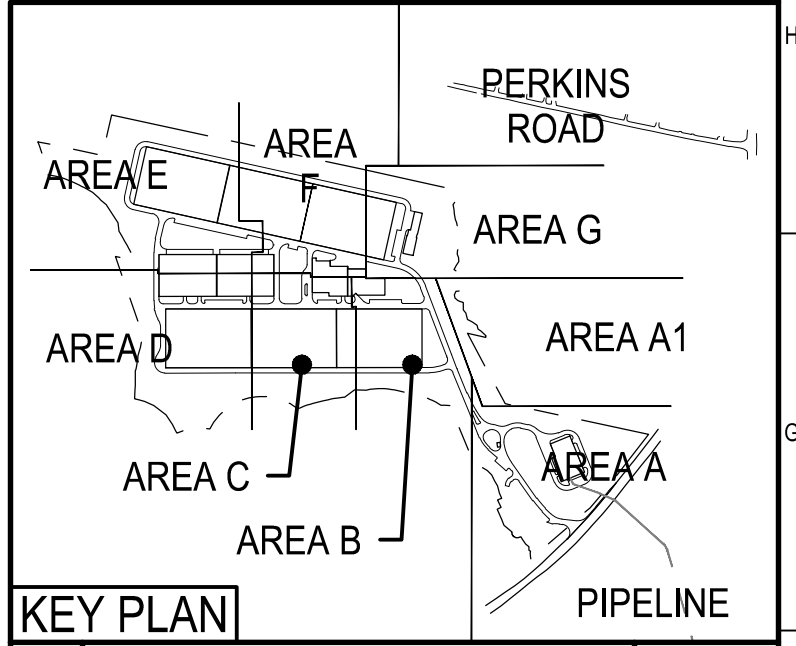 H
PERKINS
ROAD
AREA
F
AREA E
AREA G
AREA D
AREA A1
G
AREA C
AREA A
AREA B
PIPELINE
KEY PLAN